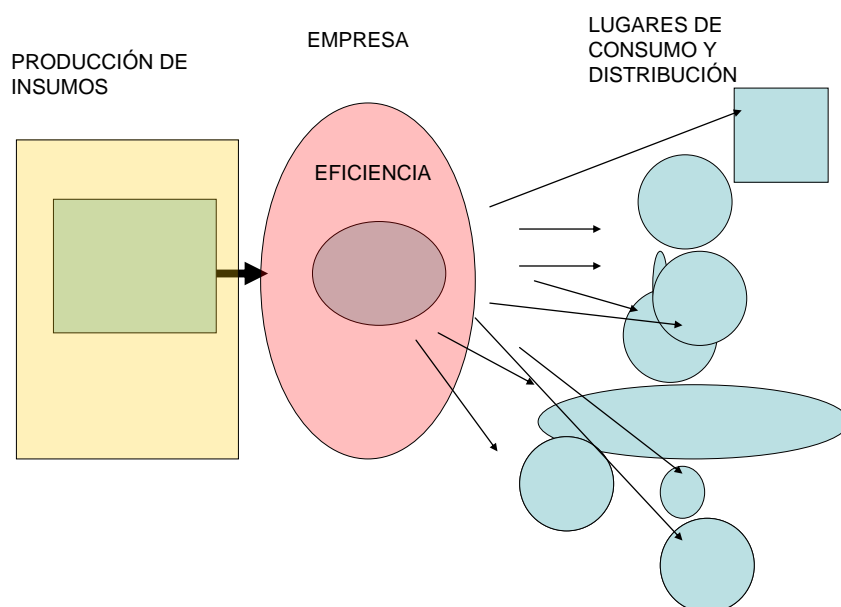 PRODUCCIÓN DE
INSUMOS
EMPRESA
EFICIENCIA
LUGARES DE
CONSUMO Y
DISTRIBUCIÓN